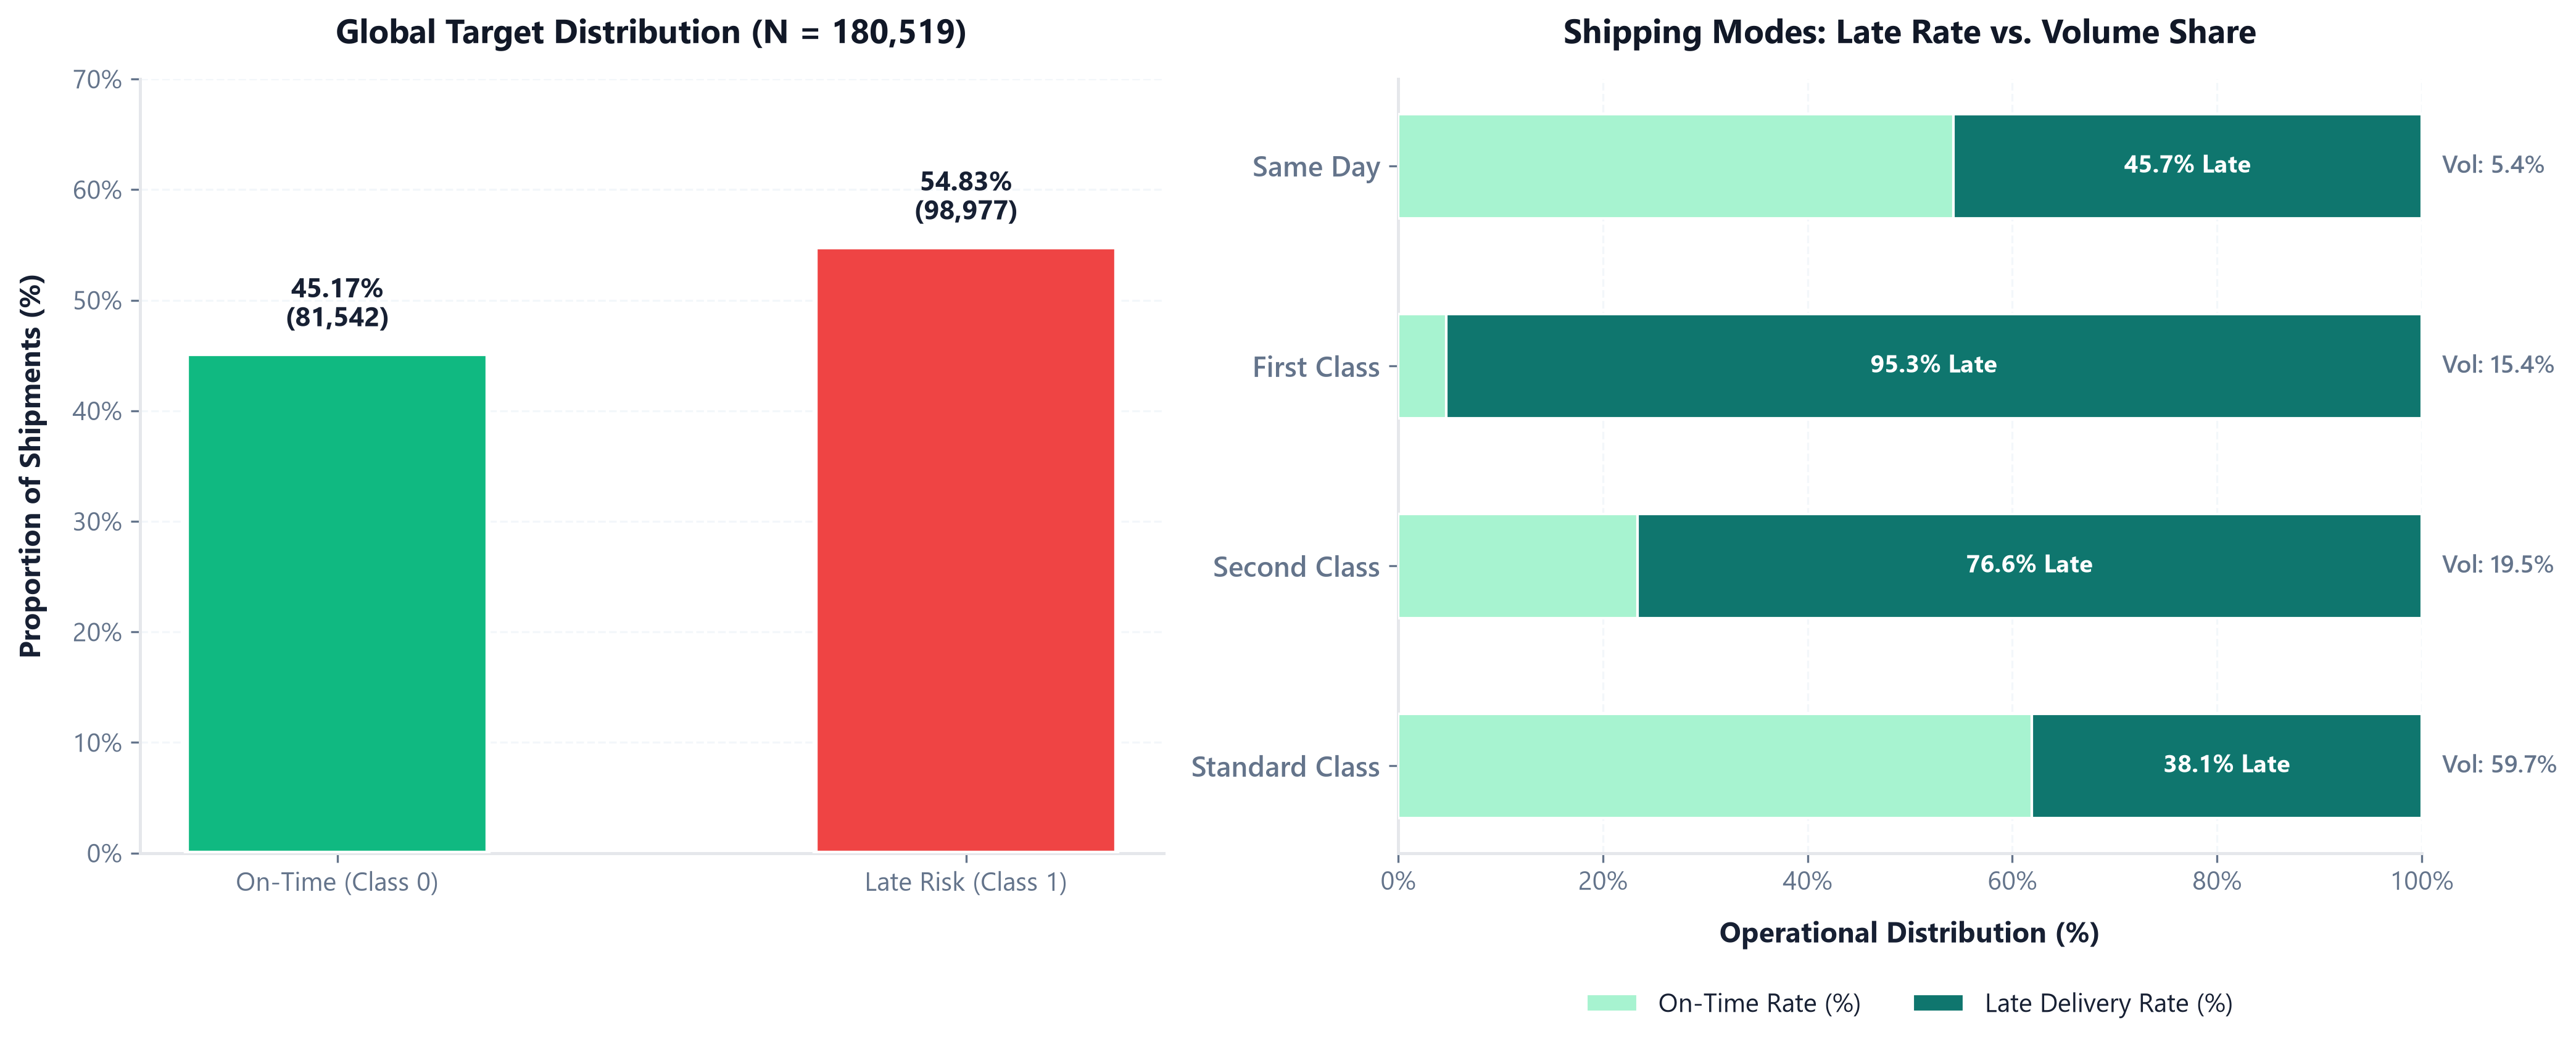 Global Target Distribution (N = 180,519)
Proportion of Shipments (%)
70%
60%
50%
40%
30%
20%
10%
0%
45.17%
(81,542)
54.83%
(98,977)
On-Time (Class 0)
Late Risk (Class 1)
Shipping Modes: Late Rate vs. Volume Share
Same Day
45.7% Late
Vol: 5.4%
First Class
95.3% Late
Vol: 15.4%
Second Class
76.6% Late
Vol: 19.5%
Standard Class
38.1% Late
Vol: 59.7%
0%
20%
40%
60%
80%
100%
Operational Distribution (%)
On-Time Rate (%)
Late Delivery Rate (%)